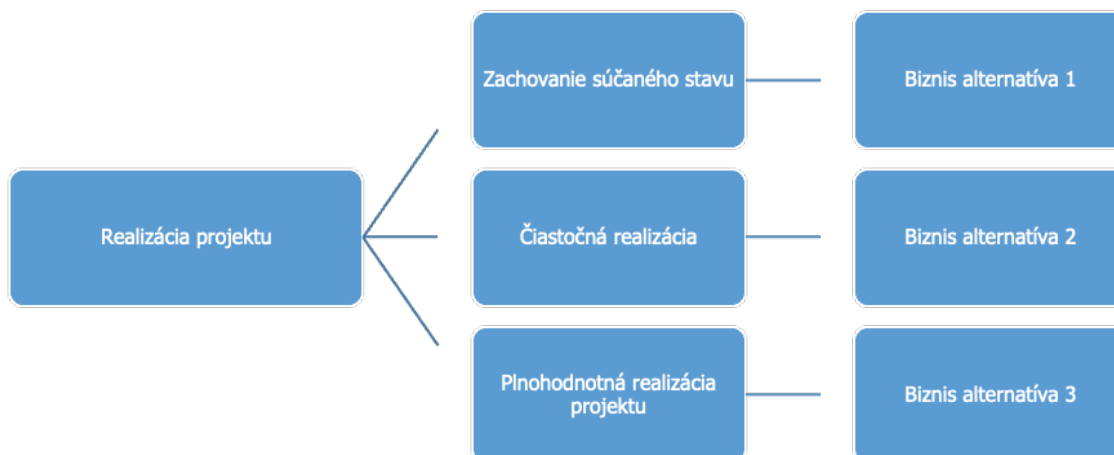 Zachovanie súčaného stavu
Biznis alternatíva 1
Realizácia projektu
Čiastočná realizácia
Biznis alternatíva 2
Plnohodnotná realizácia
projektu
Biznis alternatíva 3